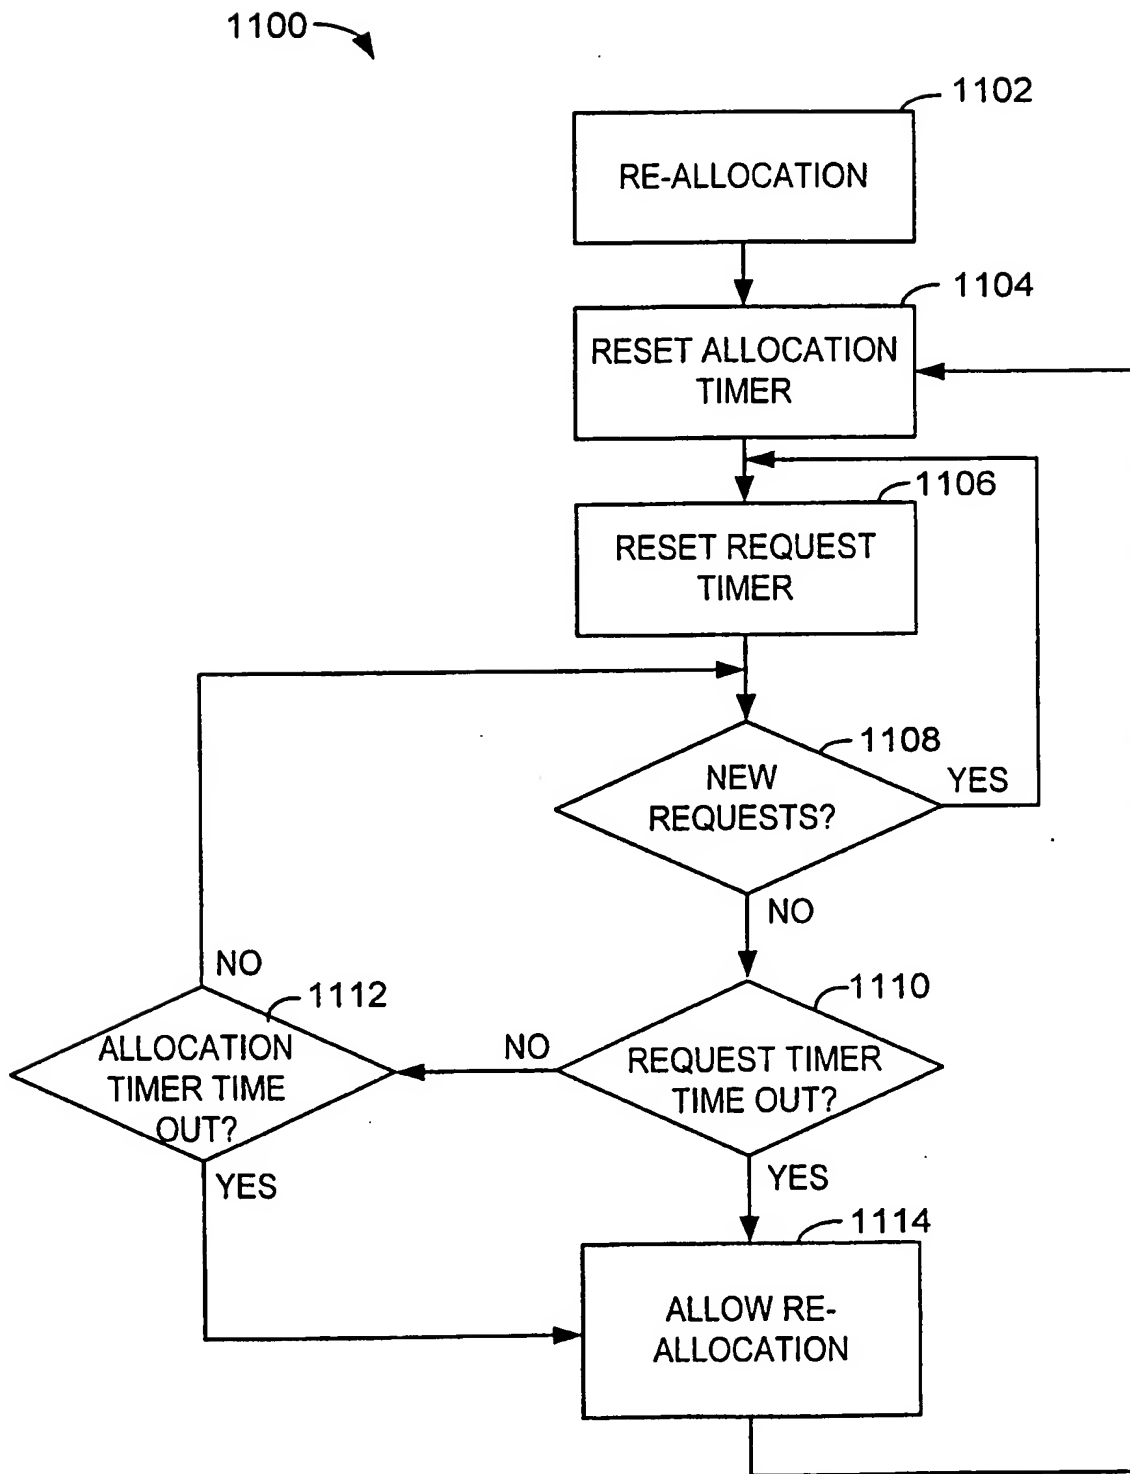 1100
1102
RE-ALLOCATION
1104
RESET ALLOCATION
TIMER
1106
RESET REQUEST
TIMER
1108
NEW
REQUESTS?
YES
NO
NO
1112
1110
ALLOCATION
TIMER TIME
OUT?
NO
REQUEST TIMER
TIME OUT?
YES
YES
1114
ALLOW RE-
ALLOCATION